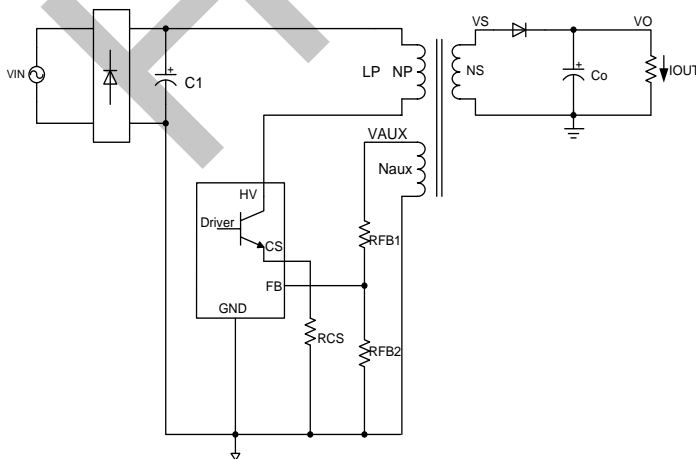 VS
VO
VIN
+
C1
LP
NP
NS
+
Co
IOUT
VAUX
Naux
HV
Driver
CS
RFB1
FB
GND
RCS
RFB2